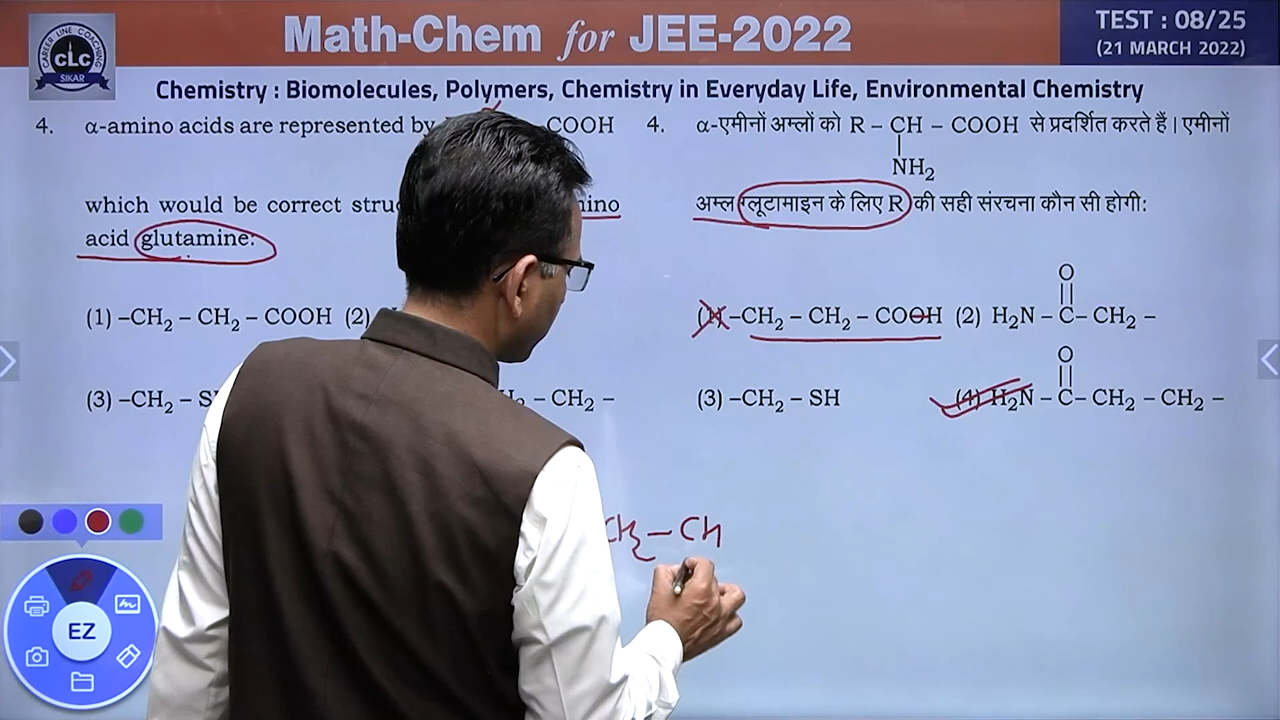 CAREER LINE COACHING
CLC
SIKAR
Math-Chem for JEE-2022
TEST : 08/25
(21 MARCH 2022)
Chemistry : Biomolecules, Polymers, Chemistry in Everyday Life, Environmental Chemistry
4. α-amino acids are represented by COOH
which would be correct
acid glutamine:
(1) –CH₂ – CH₂ – COOH (2)
(3) –CH₂ –
– CH₂ –
4. α-एमीनों अम्लों को R – CH – COOH से प्रदर्शित करते हैं। एमीनों
|
NH₂
अम्ल ग्लूटामाइन के लिए R की सही संरचना कौन सी होगी:
O
||
(1) –CH₂ – CH₂ – COOH (2) H₂N – C – CH₂ –
O
||
(3) –CH₂ – SH (4) H₂N – C – CH₂ – CH₂ –
CH₂ – CH
EZ